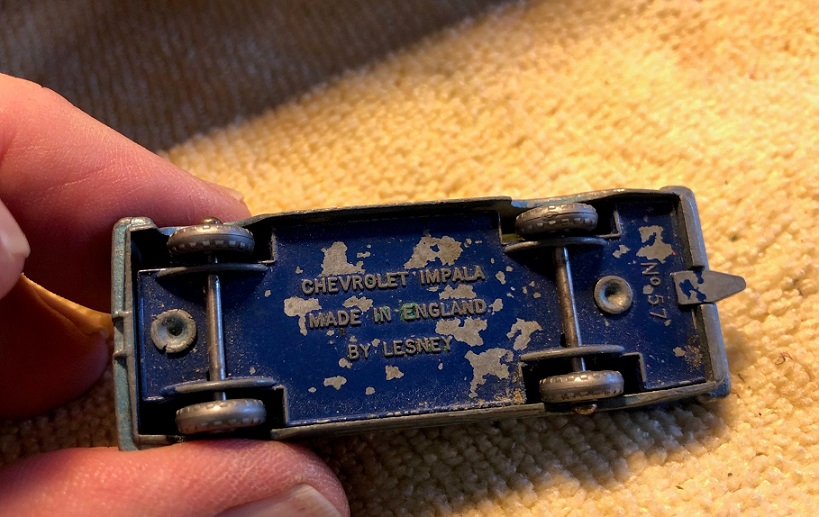 CHEVROLET IMPALA
MADE IN ENGLAND
BY LESNEY
No 57